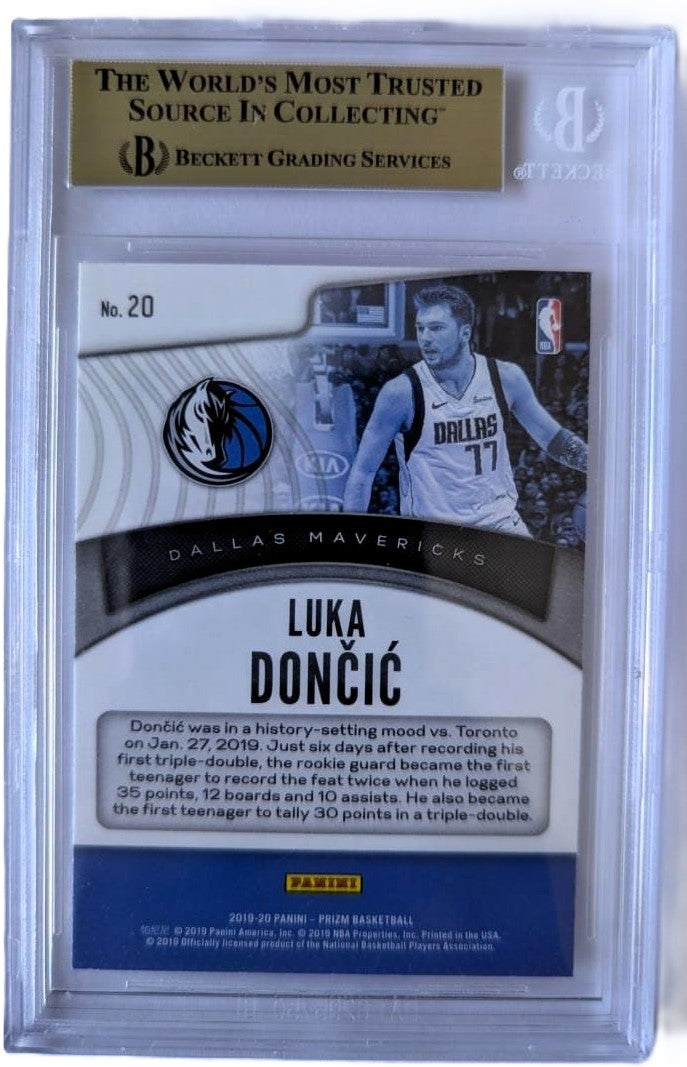 THE WORLD'S MOST TRUSTED
SOURCE IN COLLECTING™
B BECKETT GRADING SERVICES
B
BECKETT®
No. 20
NBA
DALLAS
77
KIA
DALLAS MAVERICKS
LUKA
DONČIĆ
Dončić was in a history-setting mood vs. Toronto
on Jan. 27, 2019. Just six days after recording his
first triple-double, the rookie guard became the first
teenager to record the feat twice when he logged
35 points, 12 boards and 10 assists. He also became
the first teenager to tally 30 points in a triple-double.
PANINI
2019-20 PANINI – PRIZM BASKETBALL
© 2019 Panini America, Inc. © 2019 NBA Properties, Inc. Printed in the USA.
© 2019 Officially licensed product of the National Basketball Players Association.